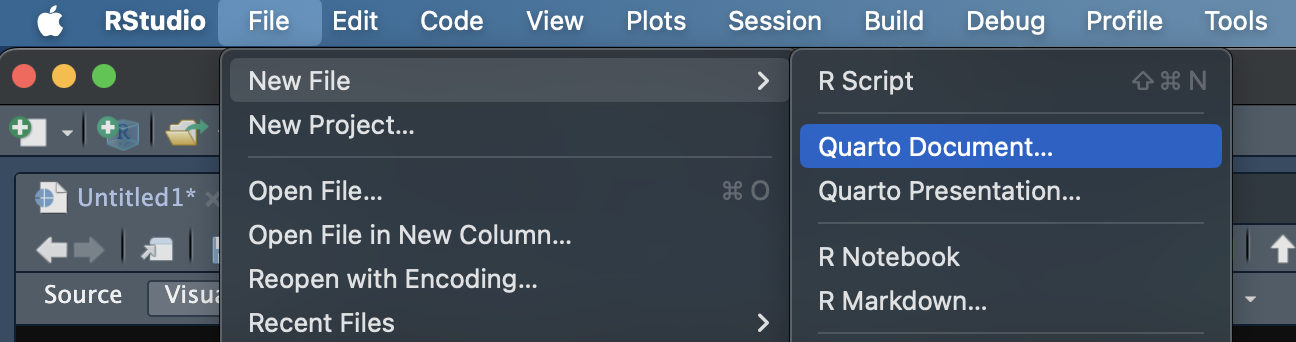 RStudio File Edit Code View Plots Session Build Debug Profile Tools
New File
New Project...
Open File... ⌘ O
Open File in New Column...
Reopen with Encoding...
Recent Files
R Script ⇧ ⌘ N
Quarto Document...
Quarto Presentation...
R Notebook
R Markdown...
Untitled1*
Source